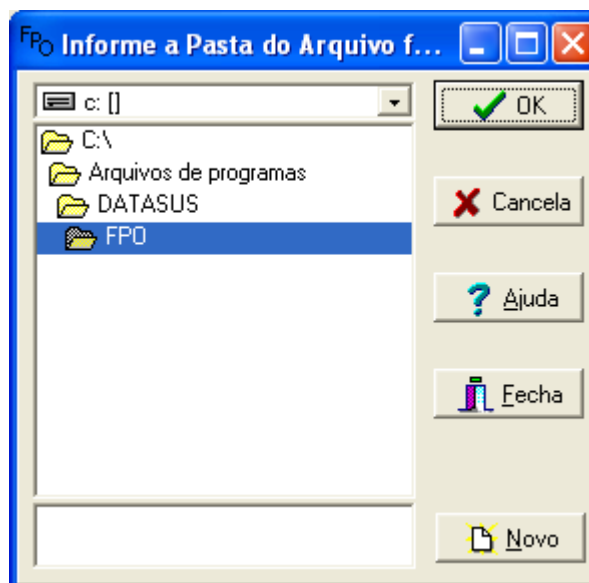 FPO Informe a Pasta do Arquivo f...
c: []
OK
C:\
Arquivos de programas
DATASUS
FPO
Cancela
Ajuda
Fecha
Novo